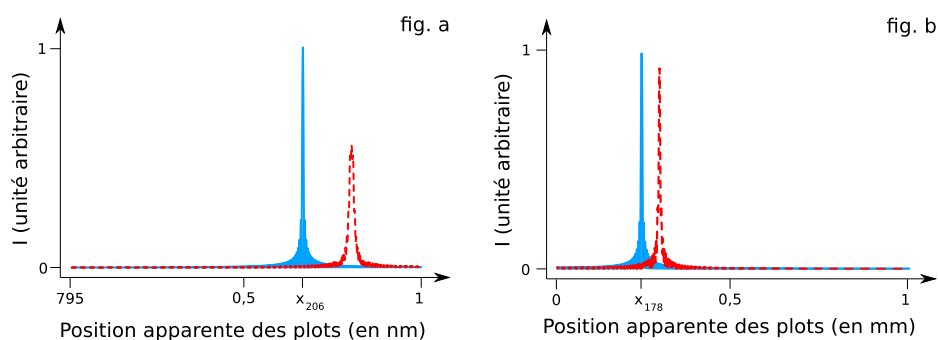 fig. a
I (unité arbitraire)
1
0
795
0,5
x206
1
Position apparente des plots (en nm)
fig. b
I (unité arbitraire)
1
0
0
x178
0,5
1
Position apparente des plots (en mm)